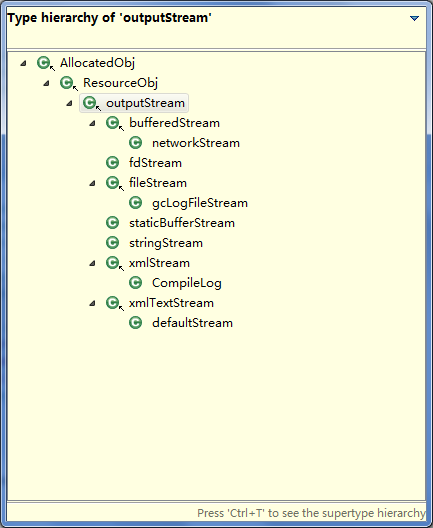 Type hierarchy of 'outputStream'
AllocatedObj
ResourceObj
outputStream
bufferedStream
networkStream
fdStream
fileStream
gcLogFileStream
staticBufferStream
stringStream
xmlStream
CompileLog
xmlTextStream
defaultStream
Press 'Ctrl+T' to see the supertype hierarchy